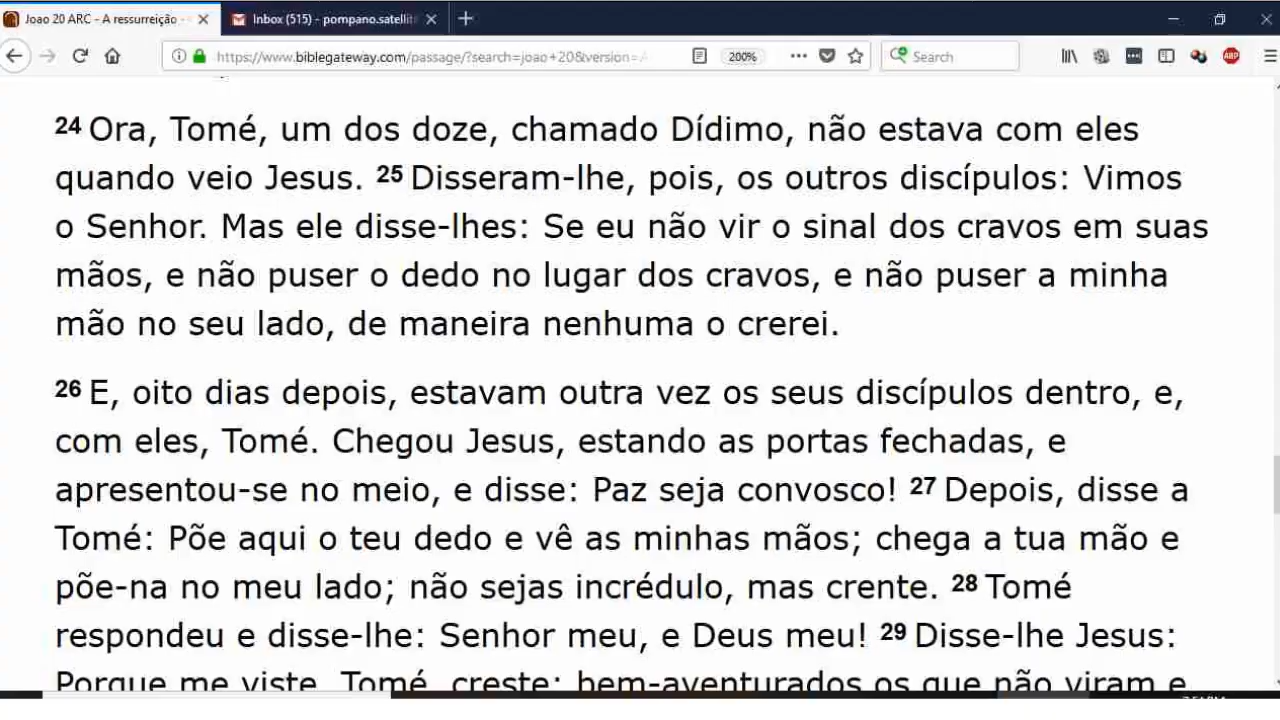 Joao 20 ARC - A ressurreição -
Inbox (515) - pompano.satellit
https://www.biblegateway.com/passage/?search=joao+20&version=A
200%
Search
ABP
24 Ora, Tomé, um dos doze, chamado Dídimo, não estava com eles
quando veio Jesus. 25 Disseram-lhe, pois, os outros discípulos: Vimos
o Senhor. Mas ele disse-lhes: Se eu não vir o sinal dos cravos em suas
mãos, e não puser o dedo no lugar dos cravos, e não puser a minha
mão no seu lado, de maneira nenhuma o crerei.
26 E, oito dias depois, estavam outra vez os seus discípulos dentro, e,
com eles, Tomé. Chegou Jesus, estando as portas fechadas, e
apresentou-se no meio, e disse: Paz seja convosco! 27 Depois, disse a
Tomé: Põe aqui o teu dedo e vê as minhas mãos; chega a tua mão e
põe-na no meu lado; não sejas incrédulo, mas crente. 28 Tomé
respondeu e disse-lhe: Senhor meu, e Deus meu! 29 Disse-lhe Jesus:
Porque me viste, Tomé, creste; bem-aventurados os que não viram e